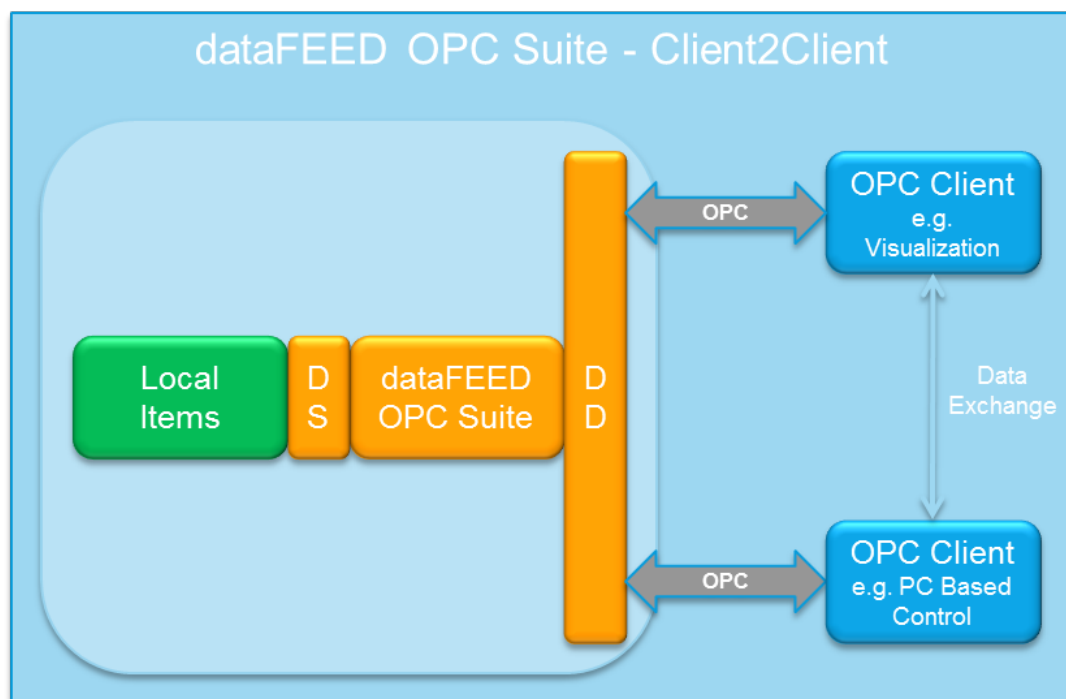 dataFEED OPC Suite - Client2Client
OPC
OPC Client
e.g.
Visualization
Local
Items
D
S
dataFEED
OPC Suite
D
D
Data
Exchange
OPC
OPC Client
e.g. PC Based
Control